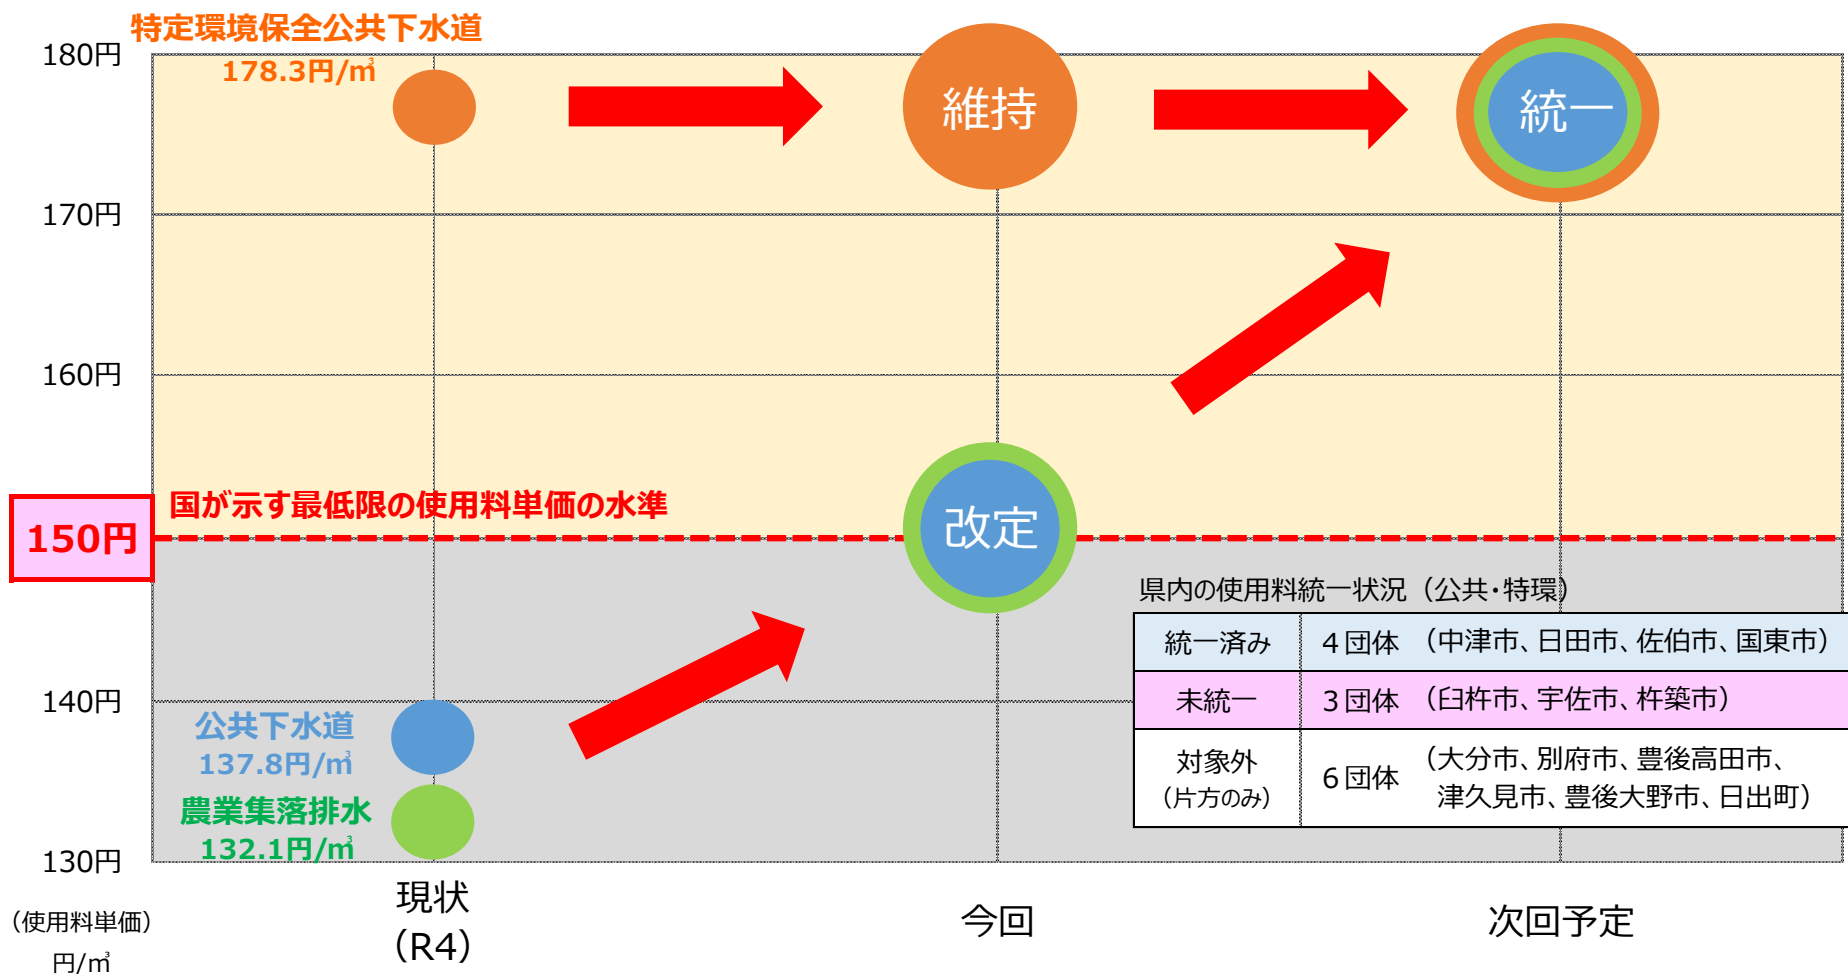 特定環境保全公共下水道
178.3円/㎥
180円
170円
160円
150円
140円
130円
(使用料単価)
円/㎥
維持
統一
国が示す最低限の使用料単価の水準
改定
公共下水道
137.8円/㎥
農業集落排水
132.1円/㎥
県内の使用料統一状況（公共・特環）
統一済み 4団体 （中津市、日田市、佐伯市、国東市）
未統一 3団体 （臼杵市、宇佐市、杵築市）
対象外 6団体 （大分市、別府市、豊後高田市、
（片方のみ） 津久見市、豊後大野市、日出町）
現状
（R4）
今回
次回予定